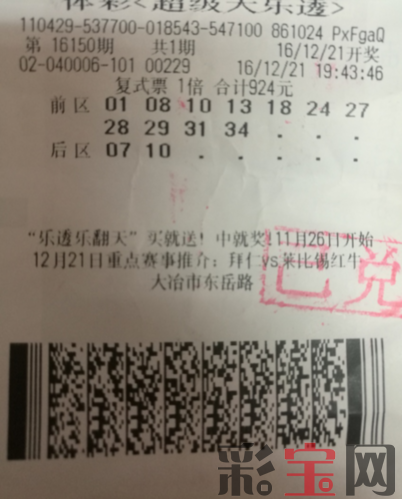 体彩<超级大乐透>
110429-537700-018543-547100 861024 PxFgaQ
第 16150期 共1期 16/12/21开奖
02-040006-101 00229 16/12/21 19:43:46
复式票 1倍 合计924元
前区 01 08 10 13 18 24 27
28 29 31 34 . . .
后区 07 10 . . . . .
“乐透乐翻天”买就送!中就奖!11月26日开始
12月21日重点赛事推介:拜仁vs莱比锡红牛
大冶市东岳路
已兑
彩宝网